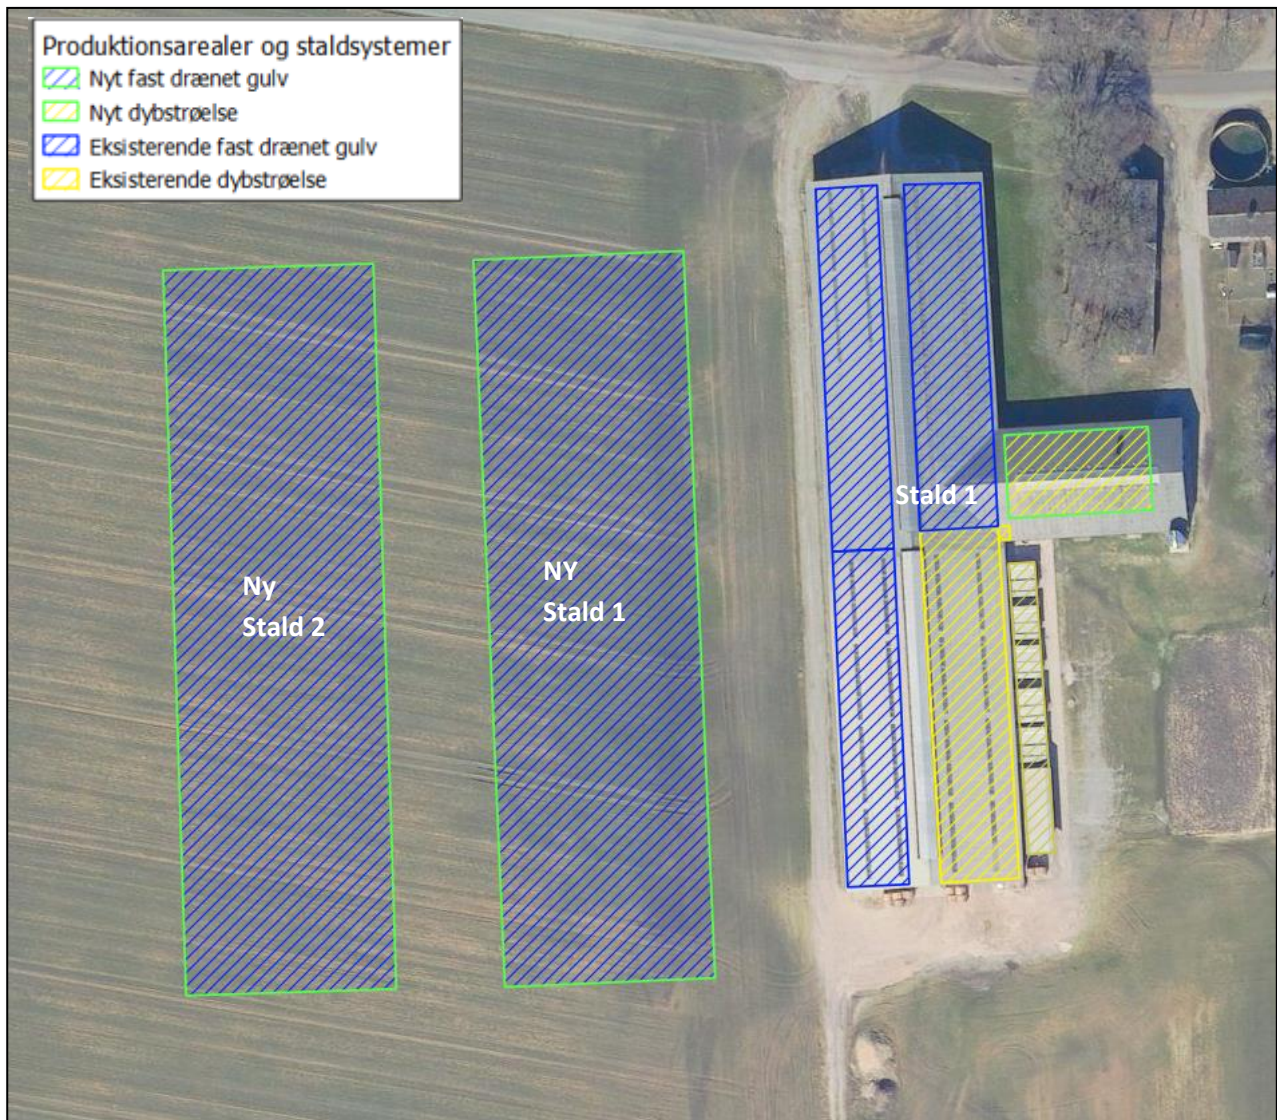 Produktionsarealer og staldsystemer
Nyt fast drænet gulv
Nyt dybstrøelse
Eksisterende fast drænet gulv
Eksisterende dybstrøelse
Stald 1
NY
Stald 1
Ny
Stald 2